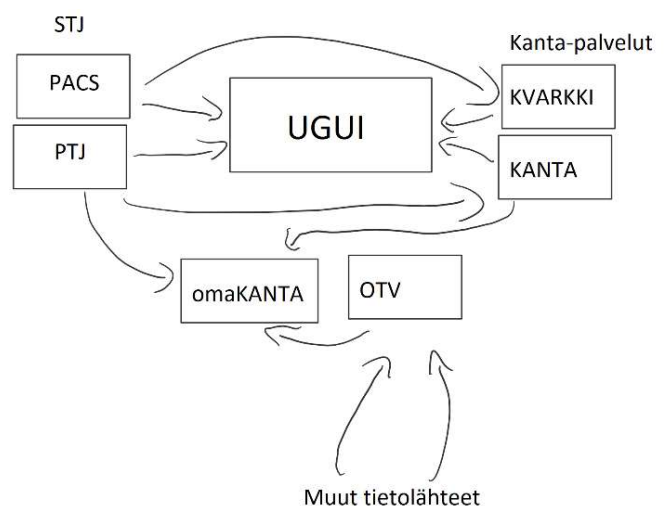 STJ
Kanta-palvelut
PACS
KVARKKI
UGUI
PTJ
KANTA
omaKANTA
OTV
Muut tietolähteet